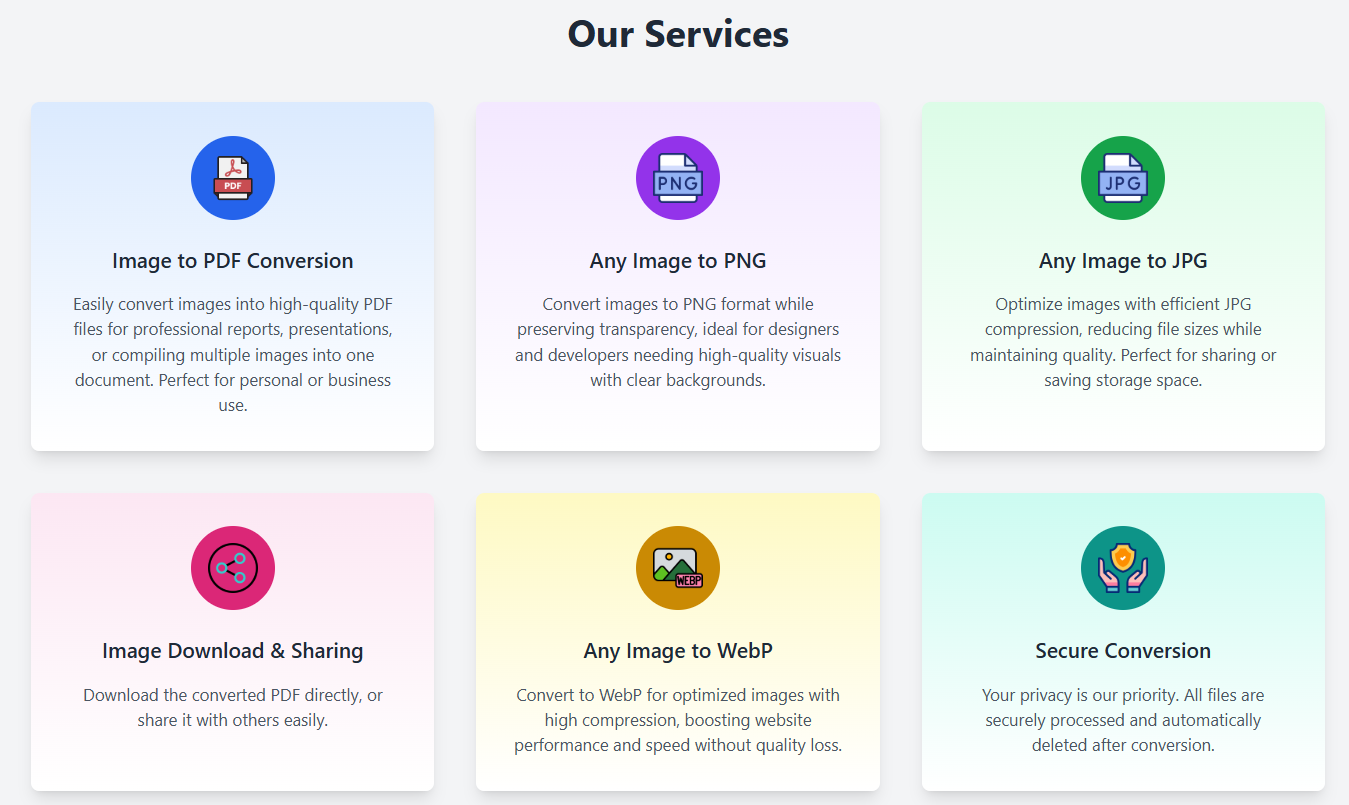 Our Services
PDF
Image to PDF Conversion
Easily convert images into high-quality PDF
files for professional reports, presentations,
or compiling multiple images into one
document. Perfect for personal or business
use.
PNG
Any Image to PNG
Convert images to PNG format while
preserving transparency, ideal for designers
and developers needing high-quality visuals
with clear backgrounds.
JPG
Any Image to JPG
Optimize images with efficient JPG
compression, reducing file sizes while
maintaining quality. Perfect for sharing or
saving storage space.
Image Download & Sharing
Download the converted PDF directly, or
share it with others easily.
WEBP
Any Image to WebP
Convert to WebP for optimized images with
high compression, boosting website
performance and speed without quality loss.
Secure Conversion
Your privacy is our priority. All files are
securely processed and automatically
deleted after conversion.